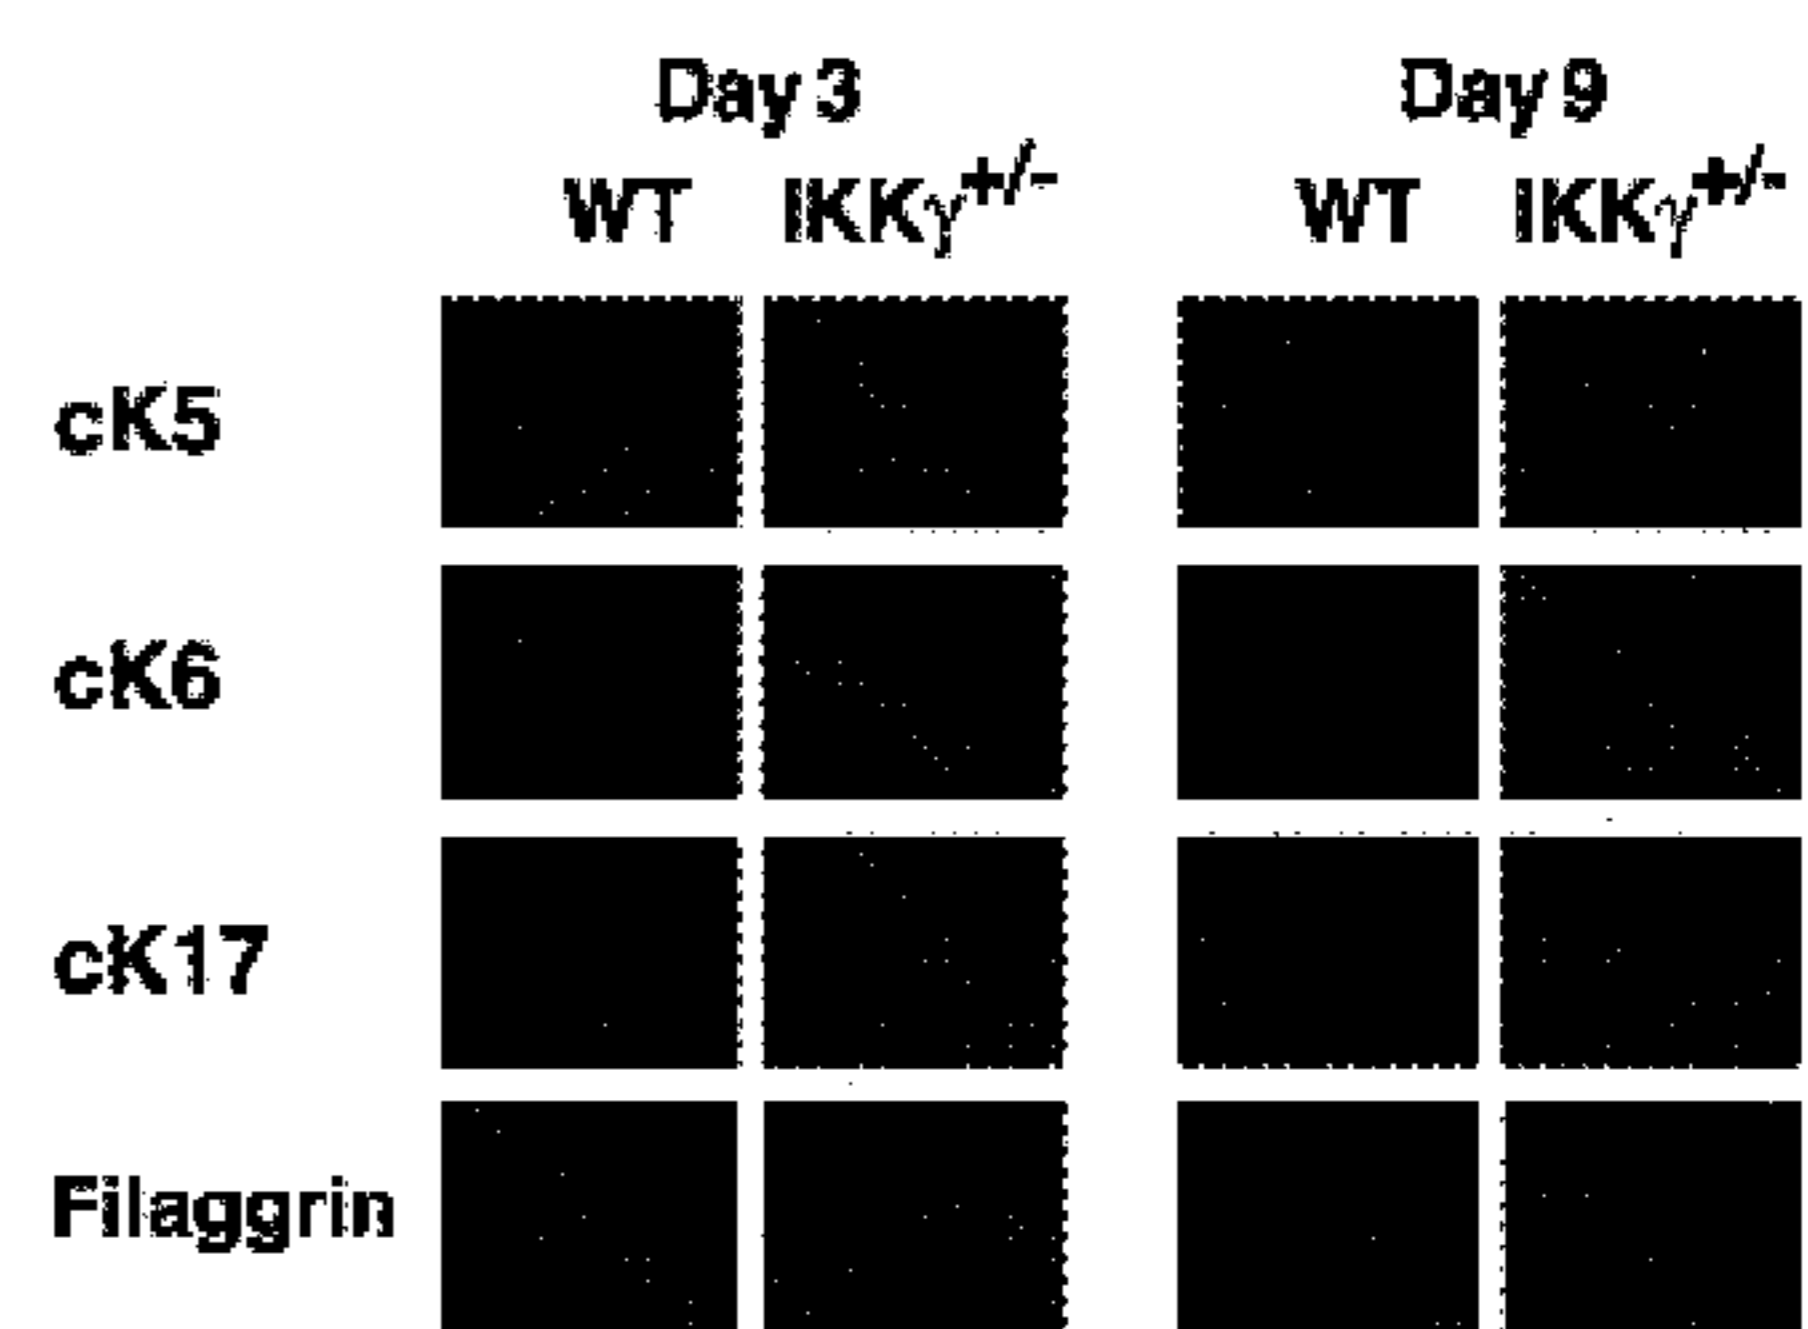 Day 3 Day 9
WT IKKγ+/- WT IKKγ+/-
cK5
cK6
cK17
Filaggrin